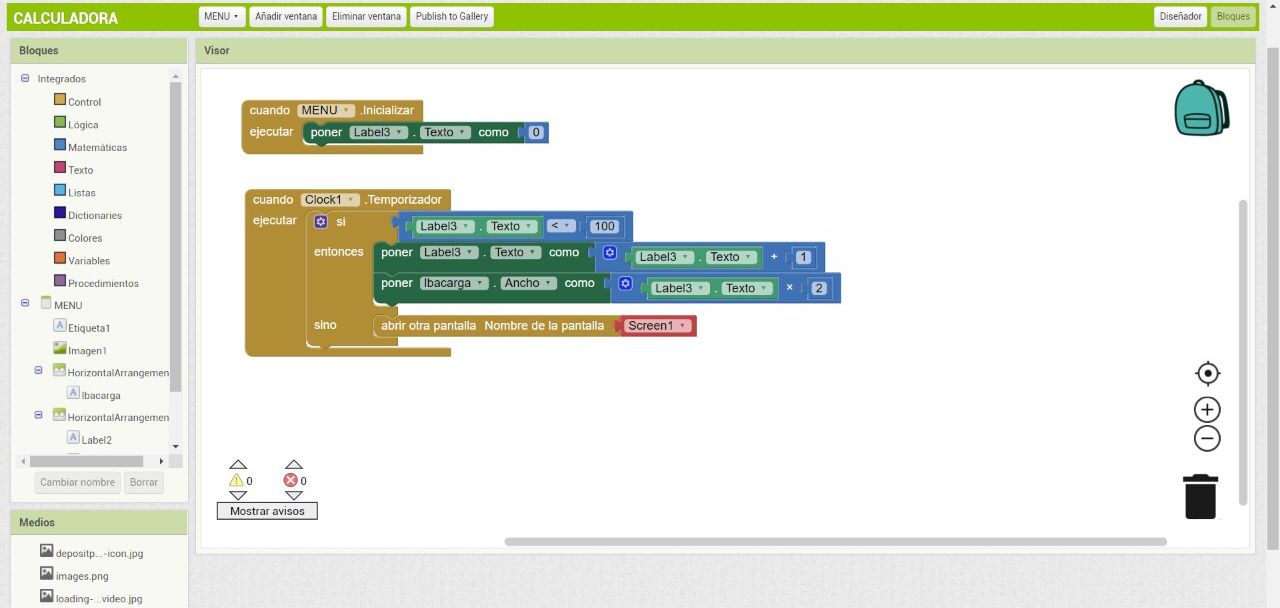 CALCULADORA
MENU
Añadir ventana
Eliminar ventana
Publish to Gallery
Diseñador
Bloques
Bloques
Integrados
Control
Lógica
Matemáticas
Texto
Listas
Dictionaries
Colores
Variables
Procedimientos
MENU
Etiqueta1
Imagen1
HorizontalArrangemen
Ibacarga
HorizontalArrangemen
Label2
Cambiar nombre
Borrar
Medios
depositp...-icon.jpg
images.png
loading-...video.jpg
Visor
cuando MENU .Inicializar
ejecutar poner Label3 . Texto como 0
cuando Clock1 .Temporizador
ejecutar si Label3 . Texto < 100
entonces poner Label3 . Texto como Label3 . Texto + 1
poner Ibacarga . Ancho como Label3 . Texto × 2
sino abrir otra pantalla Nombre de la pantalla Screen1
0 0
Mostrar avisos